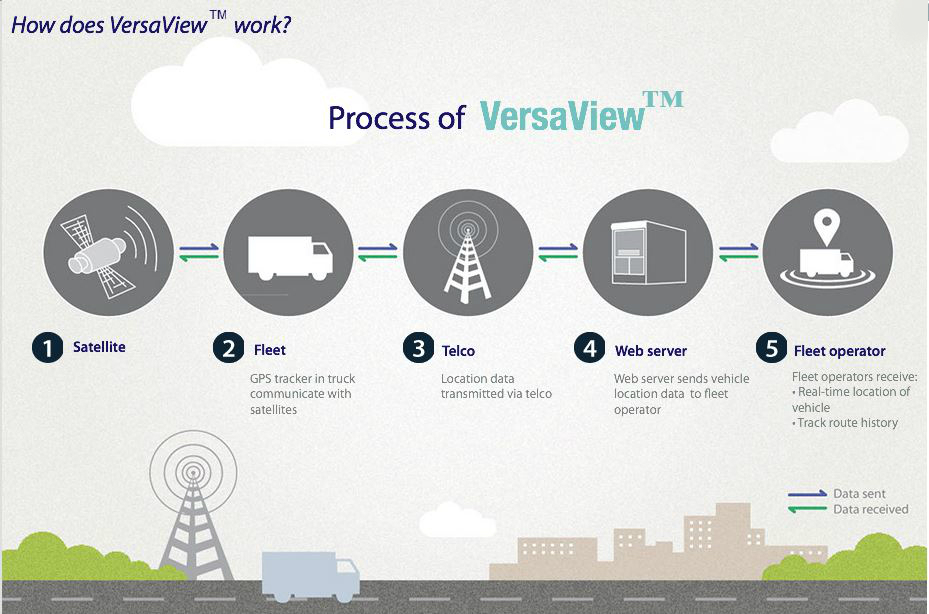 How does VersaView™ work?
Process of VersaView™
1 Satellite
2 Fleet
GPS tracker in truck
communicate with
satellites
3 Telco
Location data
transmitted via telco
4 Web server
Web server sends vehicle
location data to fleet
operator
5 Fleet operator
Fleet operators receive:
• Real-time location of
vehicle
• Track route history
Data sent
Data received